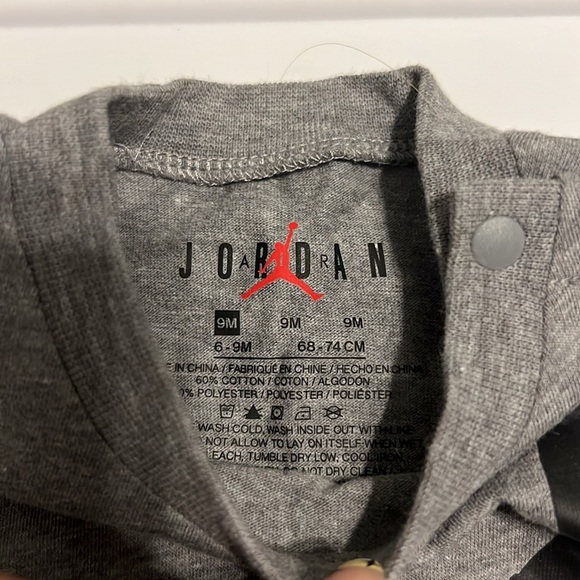 JORDAN
AIR
9M 9M 9M
6-9M 68-74 CM
IN CHINA / FABRIQUÉ EN CHINE / HECHO EN CHINA
60% COTTON / COTON / ALGODÓN
% POLYESTER / POLYESTER / POLIÉSTER
WASH COLD, WASH INSIDE OUT WITH LIKE
NOT ALLOW TO LAY ON ITSELF WHEN WET
TUMBLE DRY LOW, COOL IRON
NOT DRY CLEAN